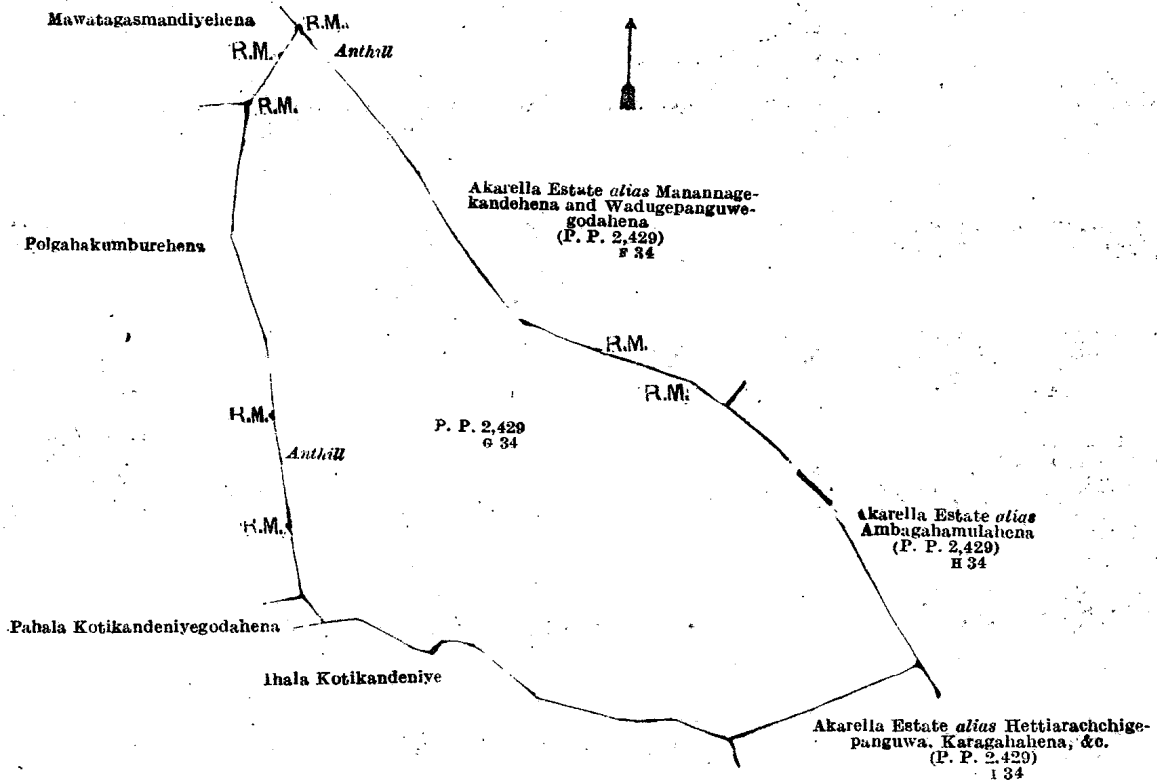 Mawatagasmandiyehena
R.M.
R.M.
Anthill
R.M.
Akarella Estate alias Manannage-
kandehena and Wadugepanguwe-
godahena
(P. P. 2,429)
F 34
Polgahakumburehena
R.M.
R.M.
R.M.
P. P. 2,429
G 34
Anthill
R.M.
Akarella Estate alias
Ambagahamulahena
(P. P. 2,429)
H 34
Pahala Kotikandeniyegodahena
Ihala Kotikandeniye
Akarella Estate alias Hettiarachchige-
panguwa, Karagahahena, &c.
(P. P. 2,429)
I 34